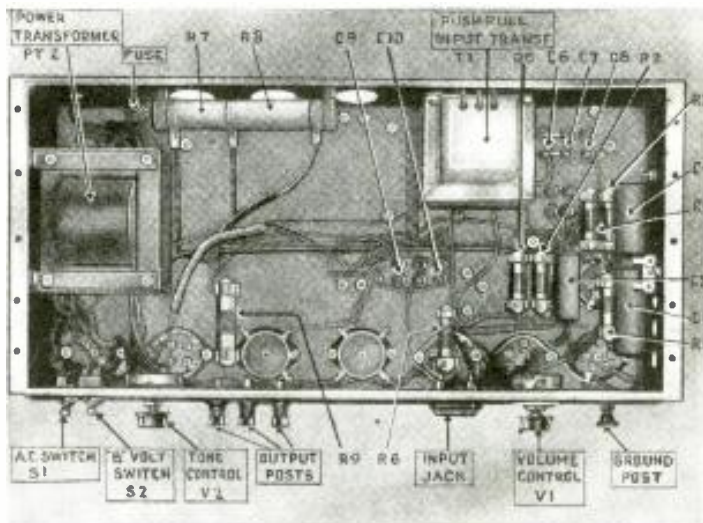 POWER
TRANSFORMER
PT 2
FUSE
R7
R8
C9
C10
PUSH PULL
INPUT TRANSF
T1
R5
C6
C7
C8
R2
A.C. SWITCH
S1
"B" VOLT
SWITCH
S2
TONE
CONTROL
V2
OUTPUT
POSTS
R9
R6
INPUT
JACK
VOLUME
CONTROL
V1
GROUND
POST